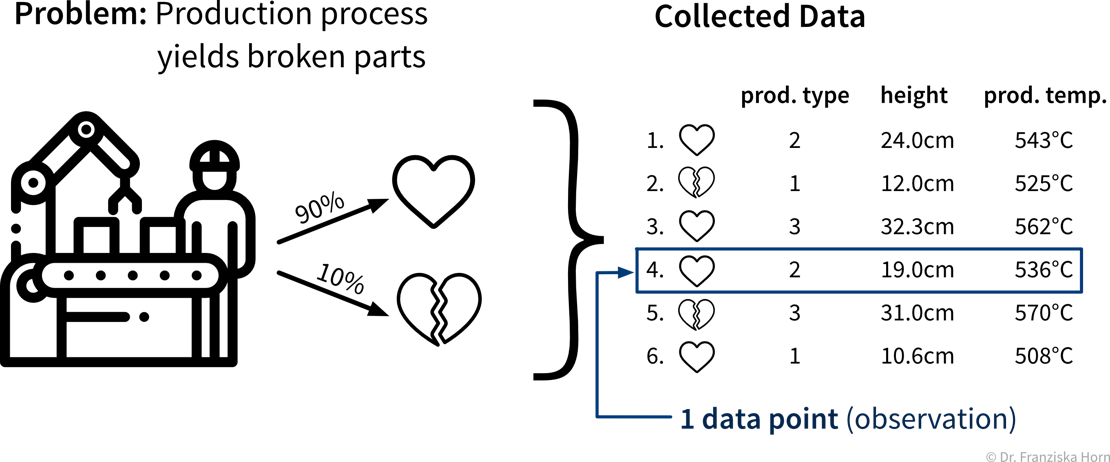 Problem: Production process
yields broken parts
90%
10%
Collected Data
prod. type height prod. temp.
1. 2 24.0cm 543°C
2. 1 12.0cm 525°C
3. 3 32.3cm 562°C
4. 2 19.0cm 536°C
5. 3 31.0cm 570°C
6. 1 10.6cm 508°C
1 data point (observation)
© Dr. Franziska Horn